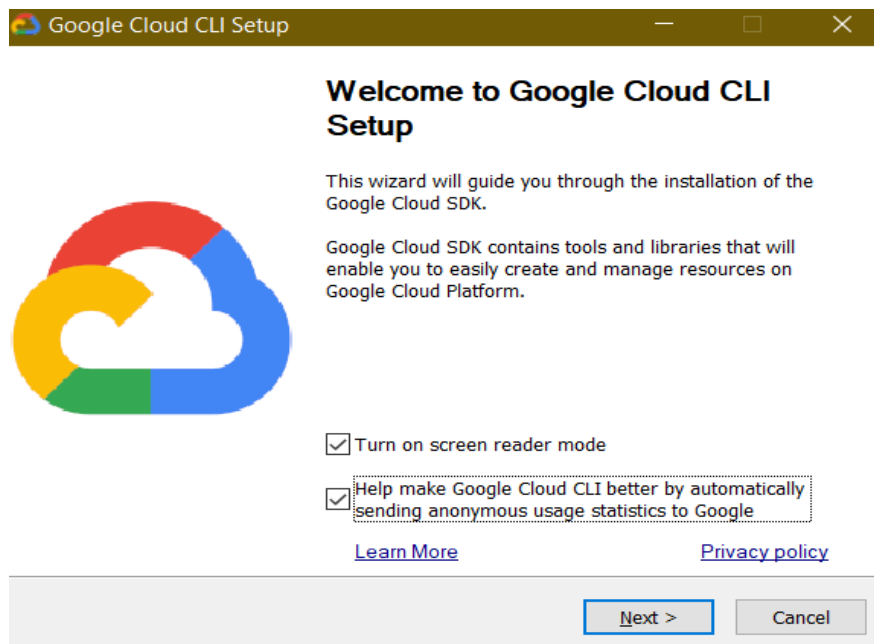 Google Cloud CLI Setup
Welcome to Google Cloud CLI
Setup
This wizard will guide you through the installation of the
Google Cloud SDK.
Google Cloud SDK contains tools and libraries that will
enable you to easily create and manage resources on
Google Cloud Platform.
Turn on screen reader mode
Help make Google Cloud CLI better by automatically
sending anonymous usage statistics to Google
Learn More Privacy policy
Next > Cancel